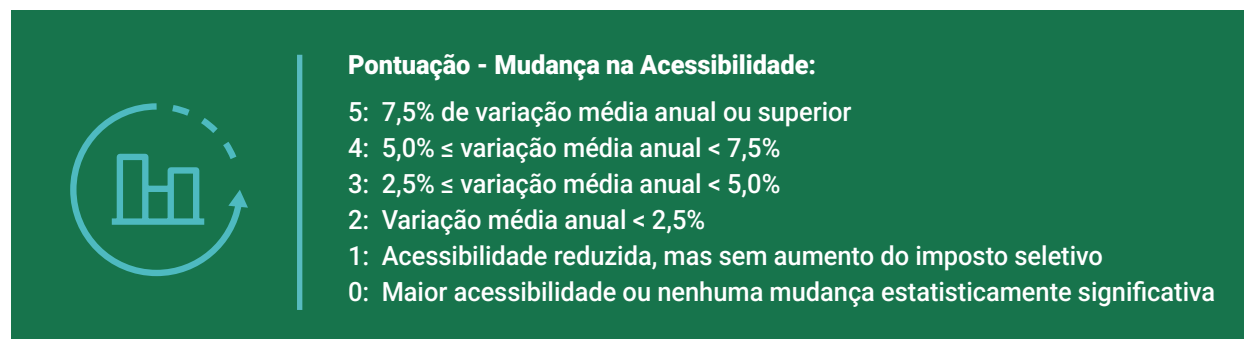 Pontuação - Mudança na Acessibilidade:
5: 7,5% de variação média anual ou superior
4: 5,0% ≤ variação média anual < 7,5%
3: 2,5% ≤ variação média anual < 5,0%
2: Variação média anual < 2,5%
1: Acessibilidade reduzida, mas sem aumento do imposto seletivo
0: Maior acessibilidade ou nenhuma mudança estatisticamente significativa